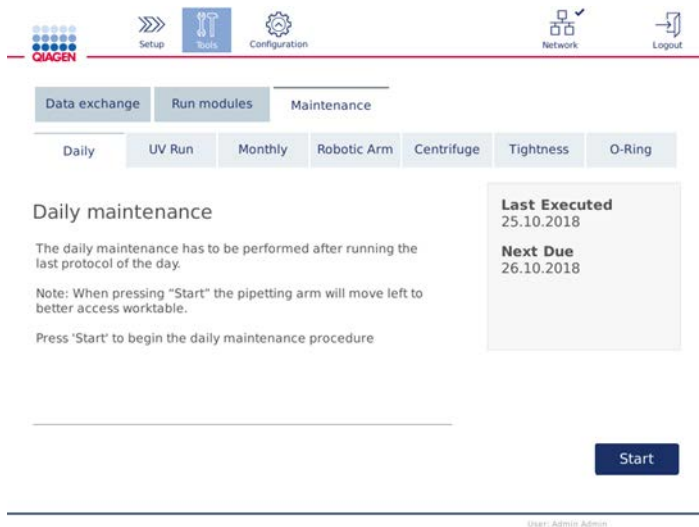 QIAGEN
Setup
Tools
Configuration
Network
Logout
Data exchange
Run modules
Maintenance
Daily
UV Run
Monthly
Robotic Arm
Centrifuge
Tightness
O-Ring
Daily maintenance
The daily maintenance has to be performed after running the
last protocol of the day.
Note: When pressing “Start” the pipetting arm will move left to
better access worktable.
Press 'Start' to begin the daily maintenance procedure
Last Executed
25.10.2018
Next Due
26.10.2018
Start
User: Admin Admin